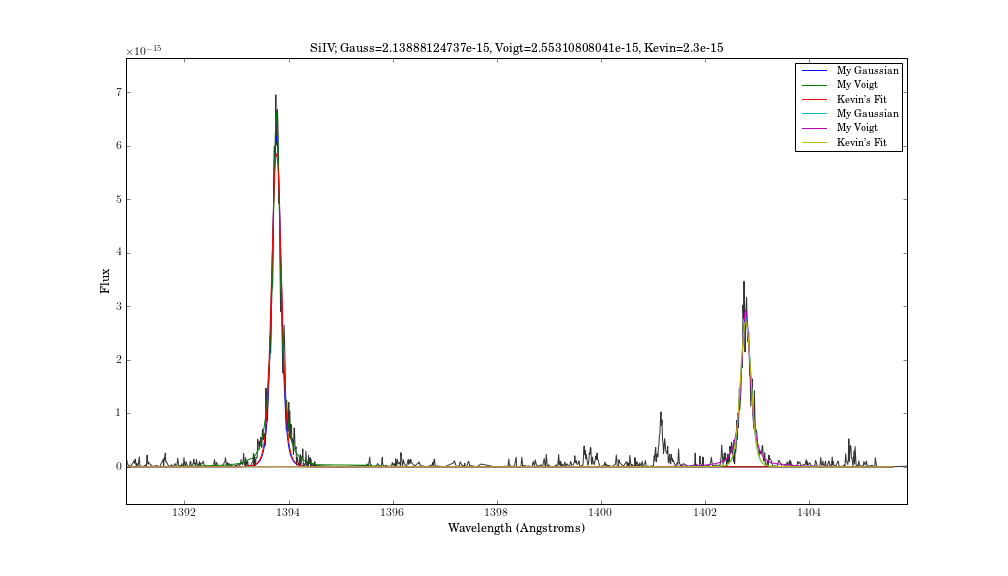 SiIV; Gauss=2.13888124737e-15, Voigt=2.55310808041e-15, Kevin=2.3e-15
×10⁻¹⁵
My Gaussian
My Voigt
Kevin's Fit
My Gaussian
My Voigt
Kevin's Fit
7
6
5
4
3
2
1
0
Flux
1392 1394 1396 1398 1400 1402 1404
Wavelength (Angstroms)